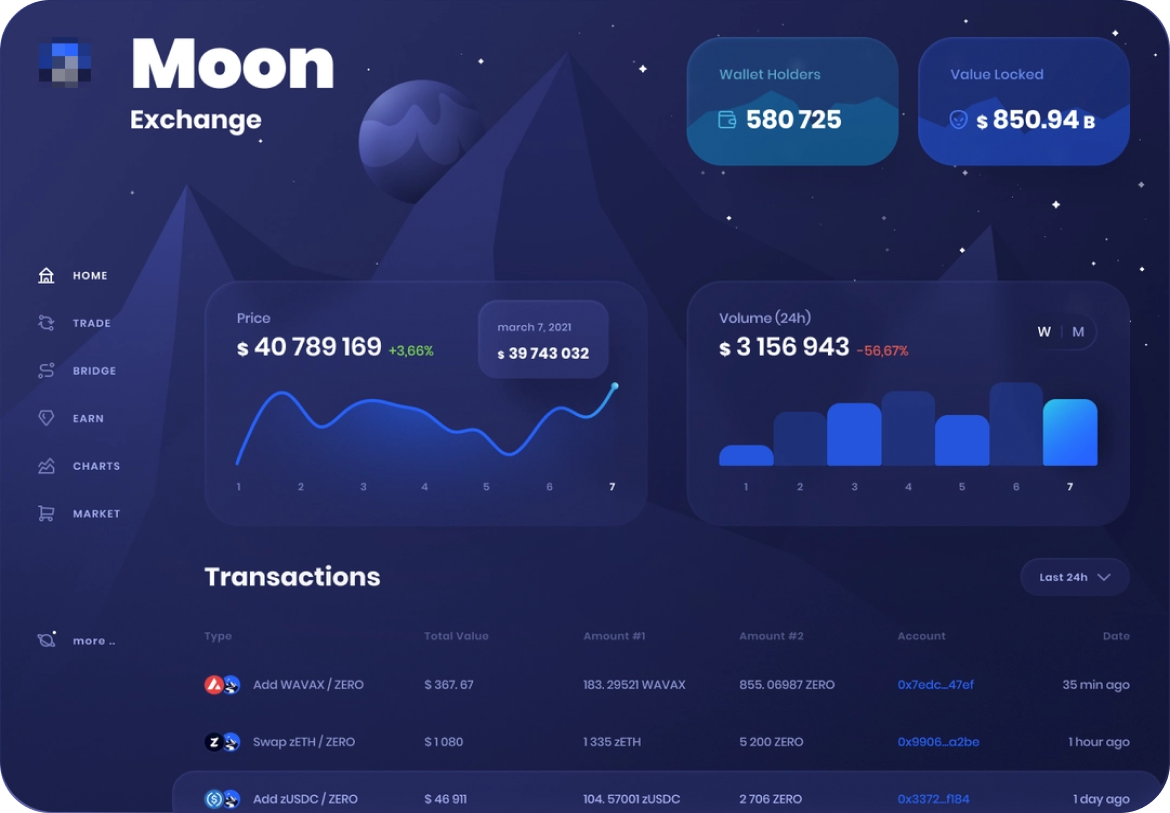 Moon
Exchange
Wallet Holders
580 725
Value Locked
$ 850.94 B
HOME
TRADE
BRIDGE
EARN
CHARTS
MARKET
more ..
Price
$ 40 789 169 +3,66%
march 7, 2021
$ 39 743 032
1 2 3 4 5 6 7
Volume (24h)
$ 3 156 943 -56,67%
W | M
1 2 3 4 5 6 7
Transactions
Last 24h
Type Total Value Amount #1 Amount #2 Account Date
Add WAVAX / ZERO $ 367. 67 183. 29521 WAVAX 855. 06987 ZERO 0x7edc...47ef 35 min ago
Swap zETH / ZERO $ 1 080 1 335 zETH 5 200 ZERO 0x9906...a2be 1 hour ago
Add zUSDC / ZERO $ 46 911 104. 57001 zUSDC 2 706 ZERO 0x3372...f184 1 day ago